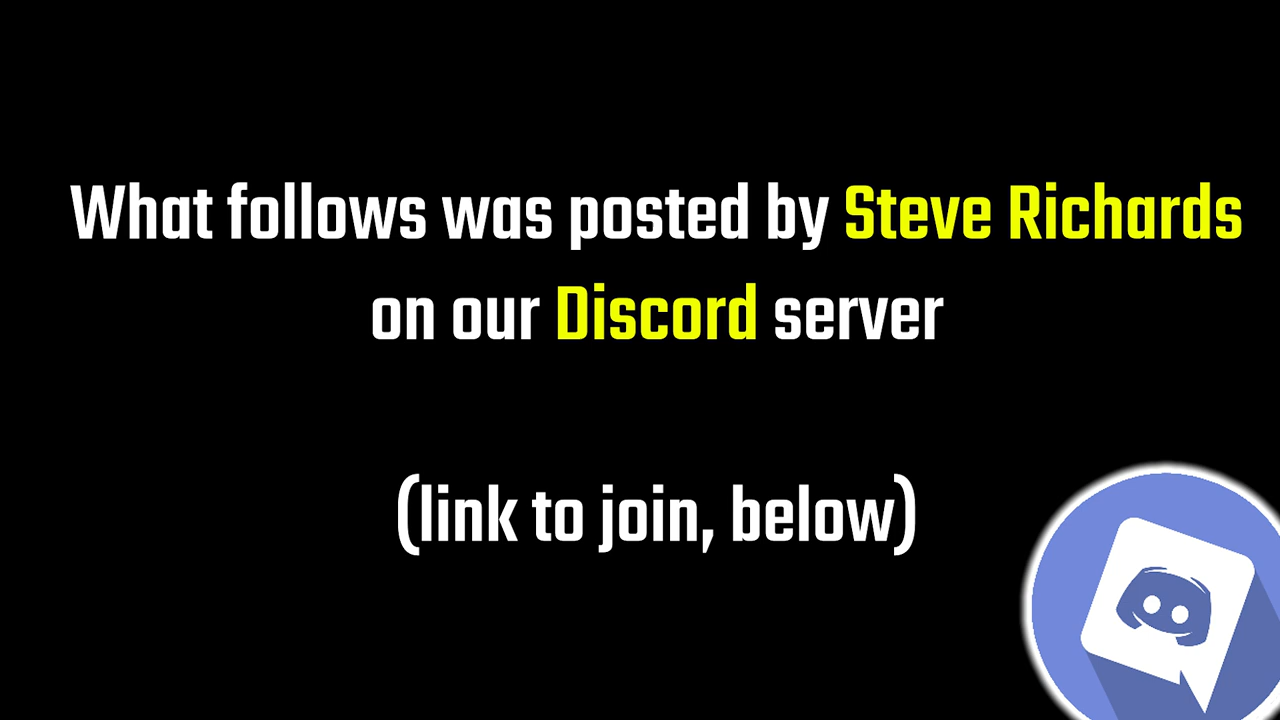 What follows was posted by Steve Richards
on our Discord server
(link to join, below)